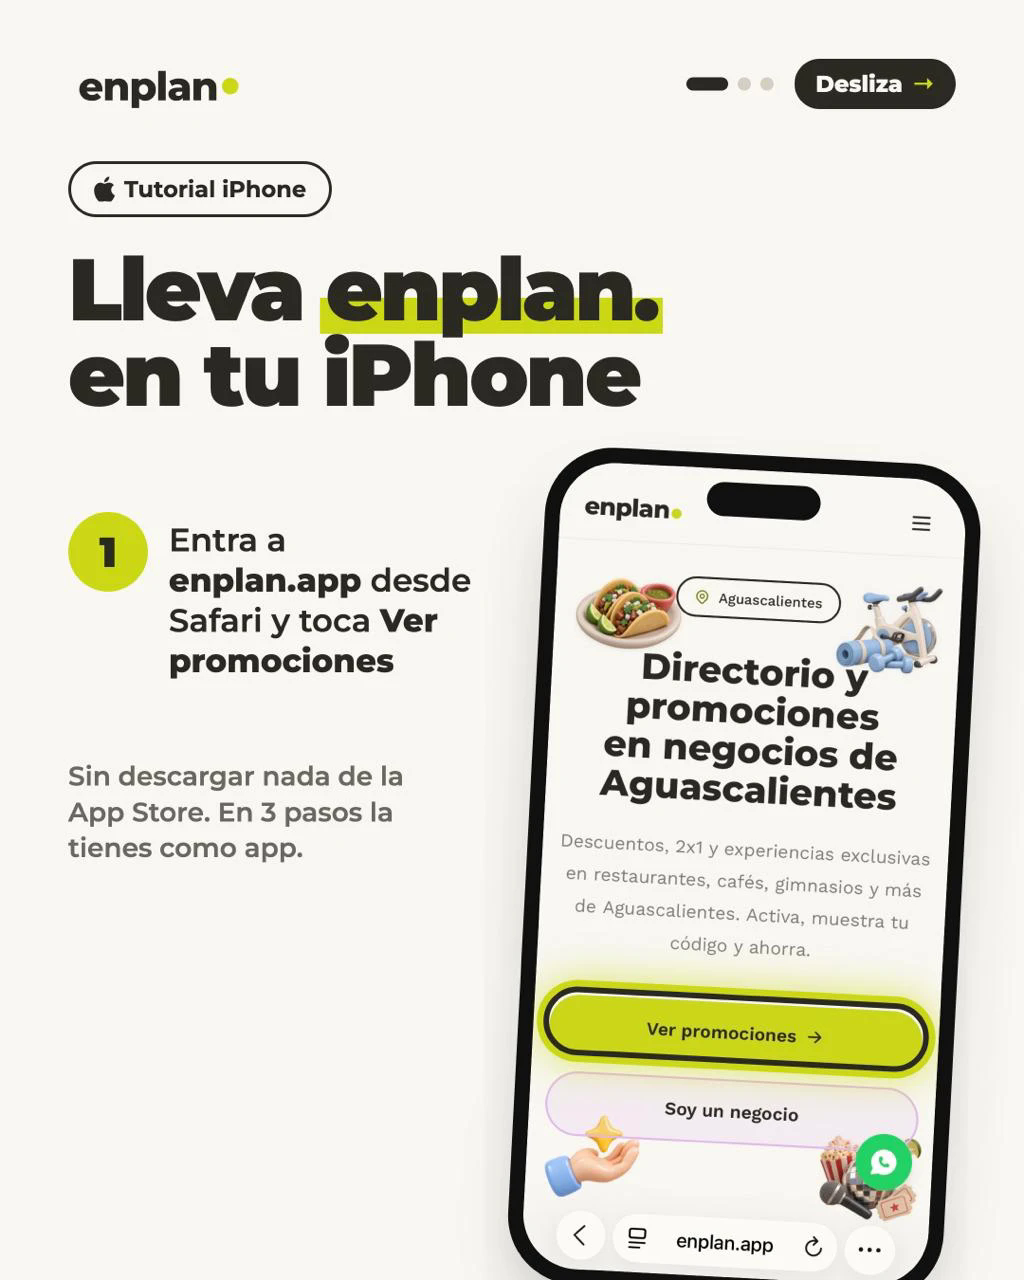 enplan
Desliza →
Tutorial iPhone
Lleva enplan.
en tu iPhone
1
Entra a
enplan.app desde
Safari y toca Ver
promociones
Sin descargar nada de la
App Store. En 3 pasos la
tienes como app.
enplan
Aguascalientes
Directorio y
promociones
en negocios de
Aguascalientes
Descuentos, 2x1 y experiencias exclusivas
en restaurantes, cafés, gimnasios y más
de Aguascalientes. Activa, muestra tu
código y ahorra.
Ver promociones →
Soy un negocio
enplan.app